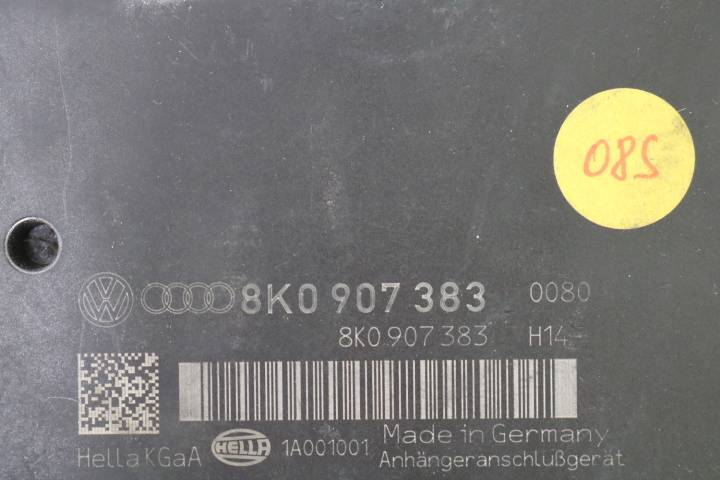 085
8K0 907 383 0080
8K0 907 383 H14
Hella KGaA HELLA 1A001001 Made in Germany
Anhängeranschlußgerät